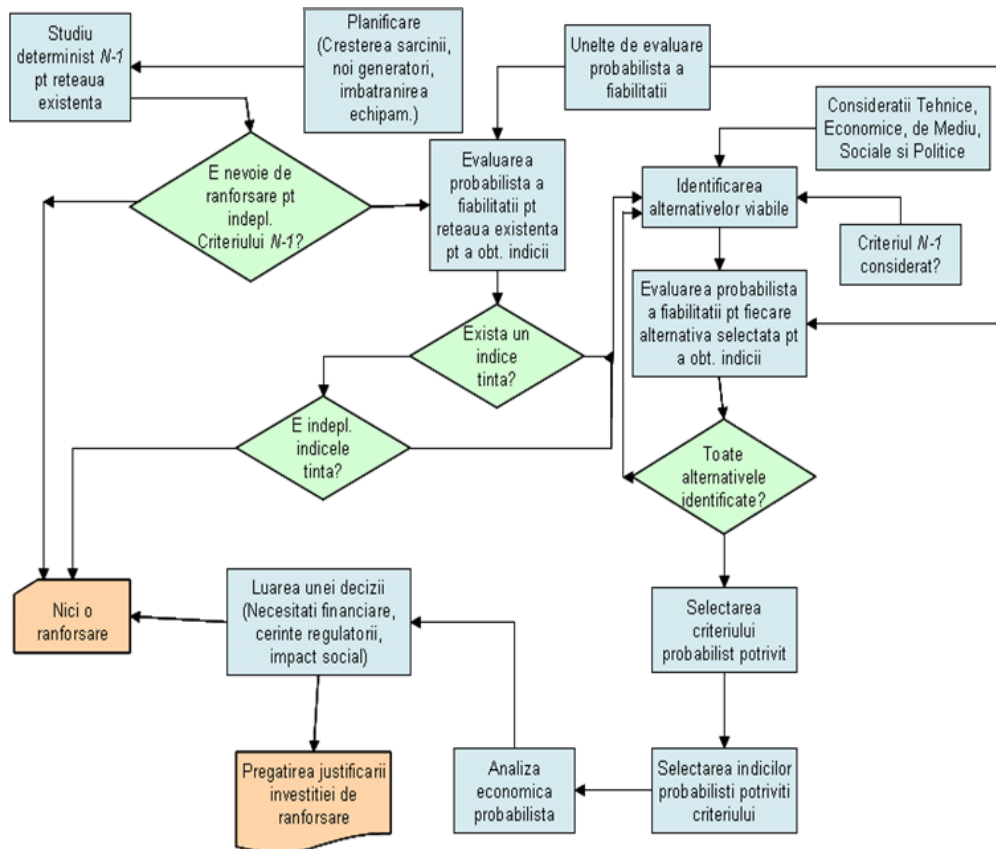 Studiu
determinist N-1
pt reteaua
existenta
Planificare
(Cresterea sarcinii,
noi generatori,
imbatranirea
echipam.)
Unelte de evaluare
probabilista a
fiabilitatii
Consideratii Tehnice,
Economice, de Mediu,
Sociale si Politice
E nevoie de
ranforsare pt
indepl.
Criteriului N-1?
Evaluarea
probabilista a
fiabilitatii pt
reteaua existenta
pt a obt. indicii
Identificarea
alternativelor viabile
Criteriul N-1
considerat?
Evaluarea probabilista
a fiabilitatii pt fiecare
alternativa selectata pt
a obt. indicii
Exista un
indice
tinta?
E indepl.
indicele
tinta?
Toate
alternativele
identificate?
Nici o
ranforsare
Luarea unei decizii
(Necesitati financiare,
cerinte regulatorii,
impact social)
Selectarea
criteriului
probabilist potrivit
Pregatirea justificarii
investitiei de
ranforsare
Analiza
economica
probabilista
Selectarea indicilor
probabilisti potriviti
criteriului